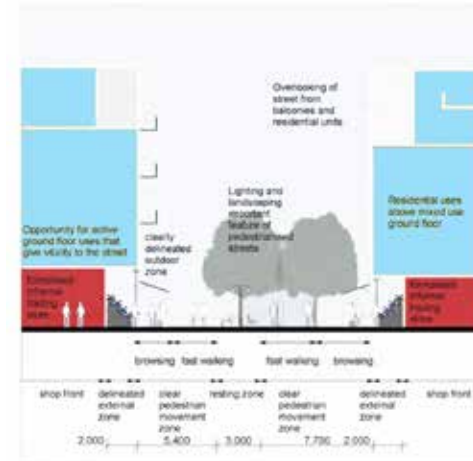 Overlooking of
street from
balconies and
residential units
Lighting and
landscaping
important
feature of
pedestrianised
streets
Residential uses
above mixed use
ground floor
Opportunity for active
ground floor uses that
give vitality to the street
clearly
delineated
outdoor
zone
informal
trading
informal
trading
browsing
fast walking
fast walking
browsing
shop front
delineated
external
zone
clear
pedestrian
movement
zone
resting zone
clear
pedestrian
movement
zone
delineated
external
zone
shop front
2,000
5,400
3,000
7,700
2,000